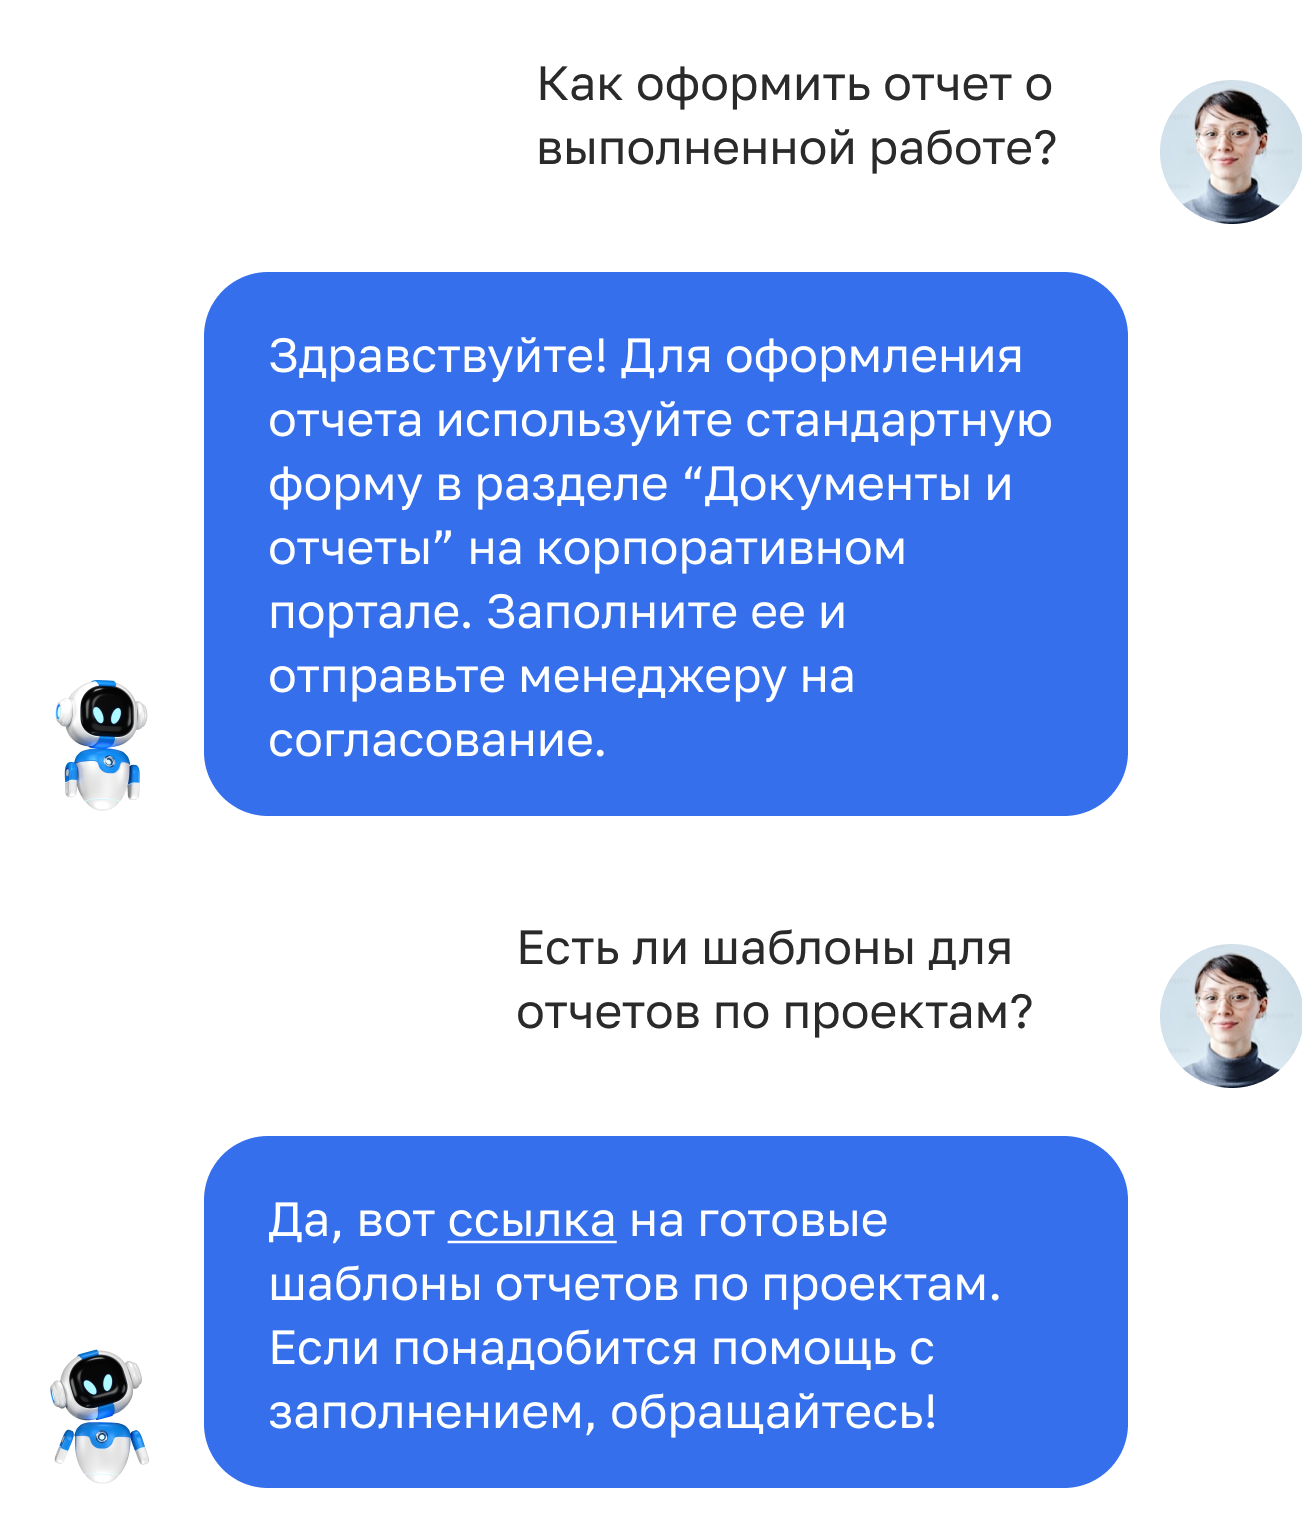 Как оформить отчет о
выполненной работе?
Здравствуйте! Для оформления
отчета используйте стандартную
форму в разделе “Документы и
отчеты” на корпоративном
портале. Заполните ее и
отправьте менеджеру на
согласование.
Есть ли шаблоны для
отчетов по проектам?
Да, вот ссылка на готовые
шаблоны отчетов по проектам.
Если понадобится помощь с
заполнением, обращайтесь!